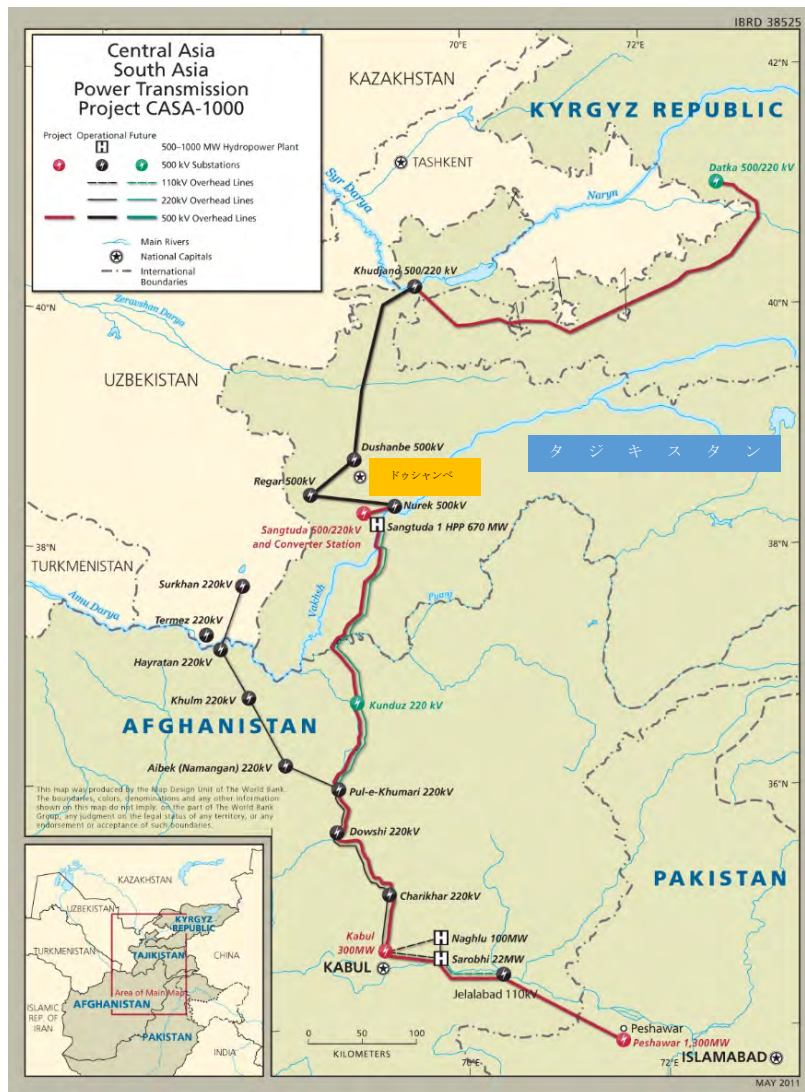 IBRD 38525
Central Asia
South Asia
Power Transmission
Project CASA-1000
Project Operational Future
500–1000 MW Hydropower Plant
500 kV Substations
110kV Overhead Lines
220kV Overhead Lines
500 kV Overhead Lines
Main Rivers
National Capitals
International
Boundaries
70°E
72°E
42°N
KAZAKHSTAN
KYRGYZ REPUBLIC
TASHKENT
Datka 500/220 kV
Syr Darya
Naryn
Khudjand 500/220 kV
40°N
40°N
Zeravshan Darya
UZBEKISTAN
Dushanbe 500kV
タジキスタン
ドゥシャンベ
Regar 500kV
Nurek 500kV
Sangtuda 500/220kV
and Converter Station
Sangtuda 1 HPP 670 MW
38°N
38°N
TURKMENISTAN
Surkhan 220kV
Vakhsh
Pyanj
Amu Darya
Termez 220kV
Hayratan 220kV
Khulm 220kV
Kunduz 220 kV
AFGHANISTAN
Aibek (Namangan) 220kV
36°N
This map was produced by the Map Design Unit of The World Bank.
The boundaries, colors, denominations and any other information
shown on this map do not imply, on the part of The World Bank
Group, any judgment on the legal status of any territory, or any
endorsement or acceptance of such boundaries.
Pul-e-Khumari 220kV
Dowshi 220kV
PAKISTAN
Charikhar 220kV
Kabul
300MW
Naghlu 100MW
Sarobhi 22MW
KABUL
Jelalabad 110kV
Peshawar
Peshawar 1,300MW
ISLAMABAD
0 50 100
KILOMETERS
70°E
72°E
KAZAKHSTAN
UZBEKISTAN
KYRGYZ
REPUBLIC
TURKMENISTAN
TAJIKISTAN
CHINA
Area of Main Map
AFGHANISTAN
ISLAMIC
REP. OF
IRAN
PAKISTAN
INDIA
MAY 2011